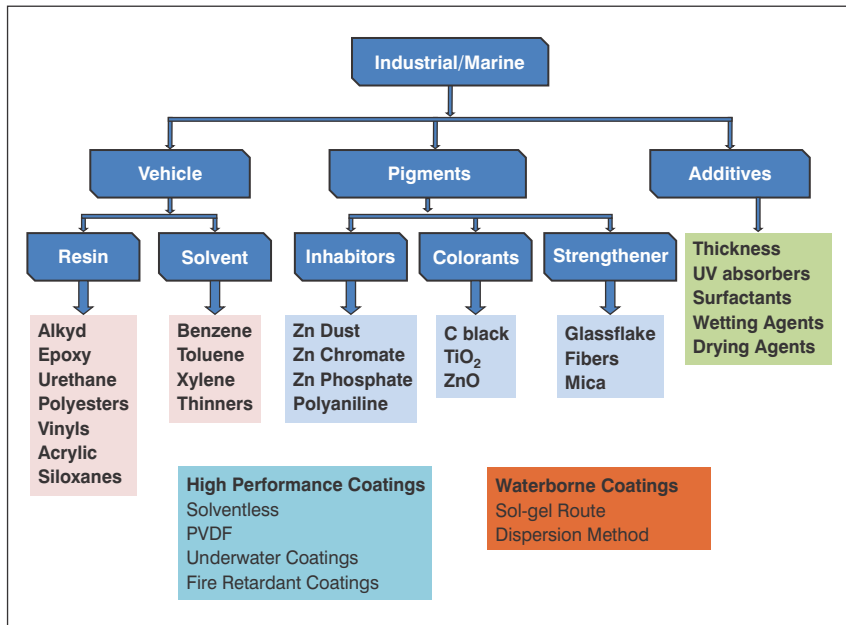 Industrial/Marine
Vehicle
Pigments
Additives
Resin
Solvent
Inhabitors
Colorants
Strengthener
Alkyd
Epoxy
Urethane
Polyesters
Vinyls
Acrylic
Siloxanes
Benzene
Toluene
Xylene
Thinners
Zn Dust
Zn Chromate
Zn Phosphate
Polyaniline
C black
TiO₂
ZnO
Glassflake
Fibers
Mica
Thickness
UV absorbers
Surfactants
Wetting Agents
Drying Agents
High Performance Coatings
Solventless
PVDF
Underwater Coatings
Fire Retardant Coatings
Waterborne Coatings
Sol-gel Route
Dispersion Method